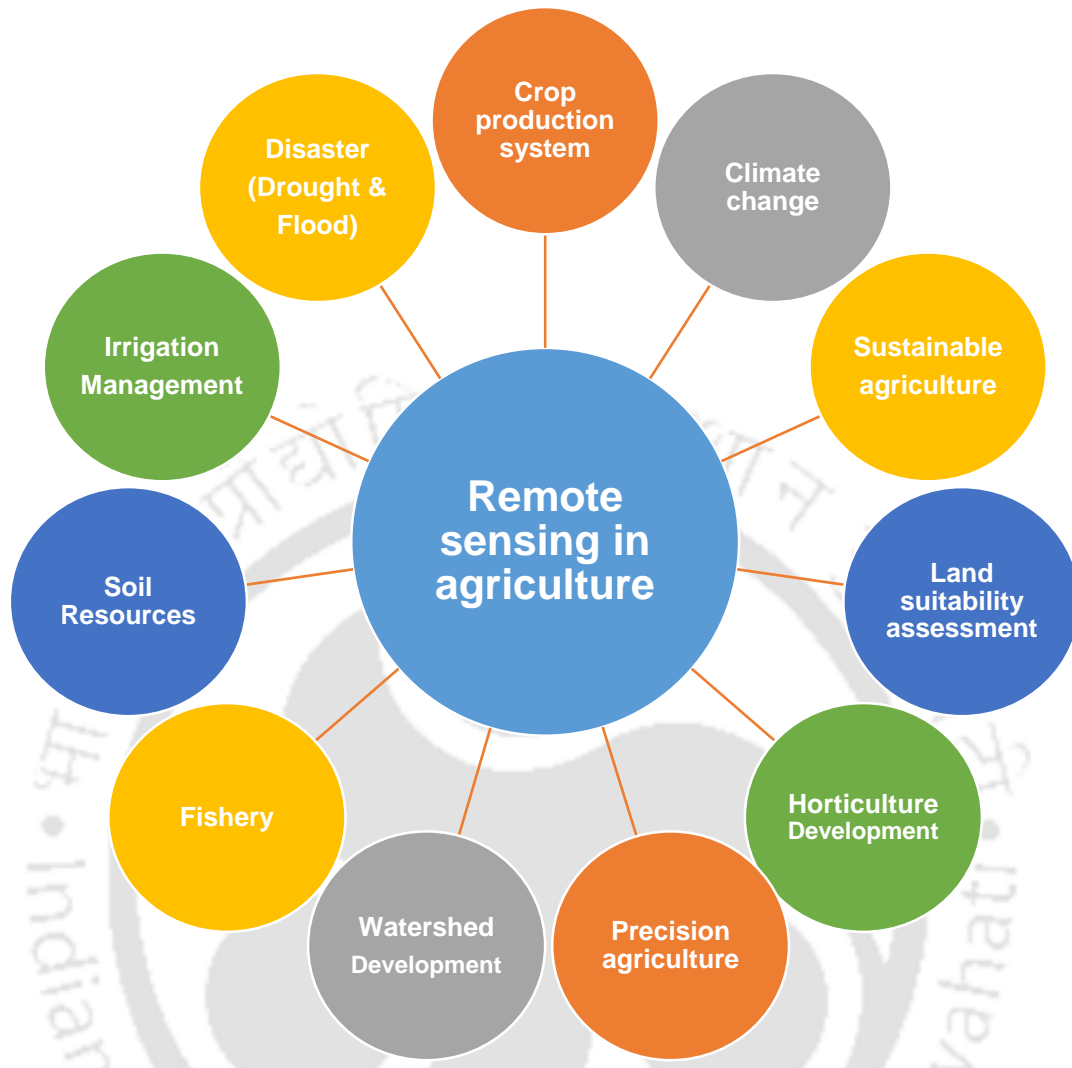 Remote
sensing in
agriculture
Crop
production
system
Climate
change
Sustainable
agriculture
Land
suitability
assessment
Horticulture
Development
Precision
agriculture
Watershed
Development
Fishery
Soil
Resources
Irrigation
Management
Disaster
(Drought &
Flood)